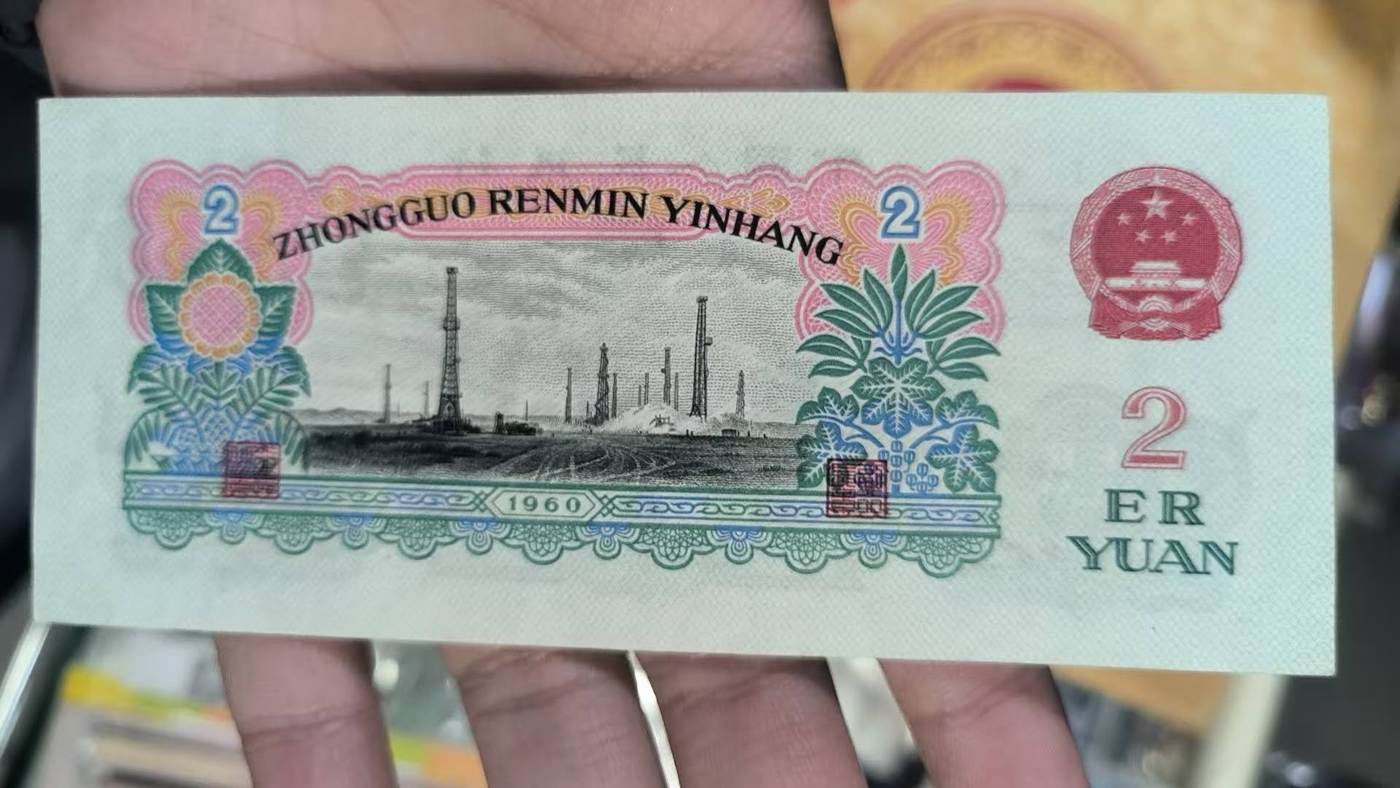 2
ZHONGGUO RENMIN YINHANG
2
1960
2
ER
YUAN